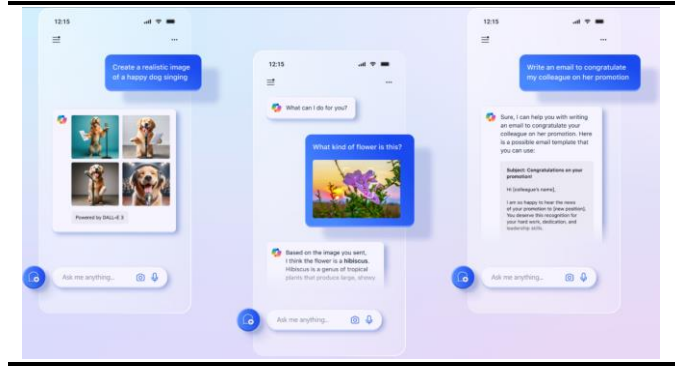 12:15
Create a realistic image
of a happy dog singing
Powered by DALL-E 3
Ask me anything..
12:15
What can I do for you?
What kind of flower is this?
Based on the image you sent,
I think the flower is a hibiscus.
Hibiscus is a genus of tropical
plants that produce large, showy
Ask me anything..
12:15
Write an email to congratulate
my colleague on her promotion
Sure, I can help you with writing
an email to congratulate your
colleague on her promotion. Here
is a possible email template that
you can use:
Subject: Congratulations on your
promotion!
Hi [colleague's name],
I am so happy to hear the news
of your promotion to [new position].
You deserve this recognition for
your hard work, dedication, and
leadership skills.
Ask me anything..